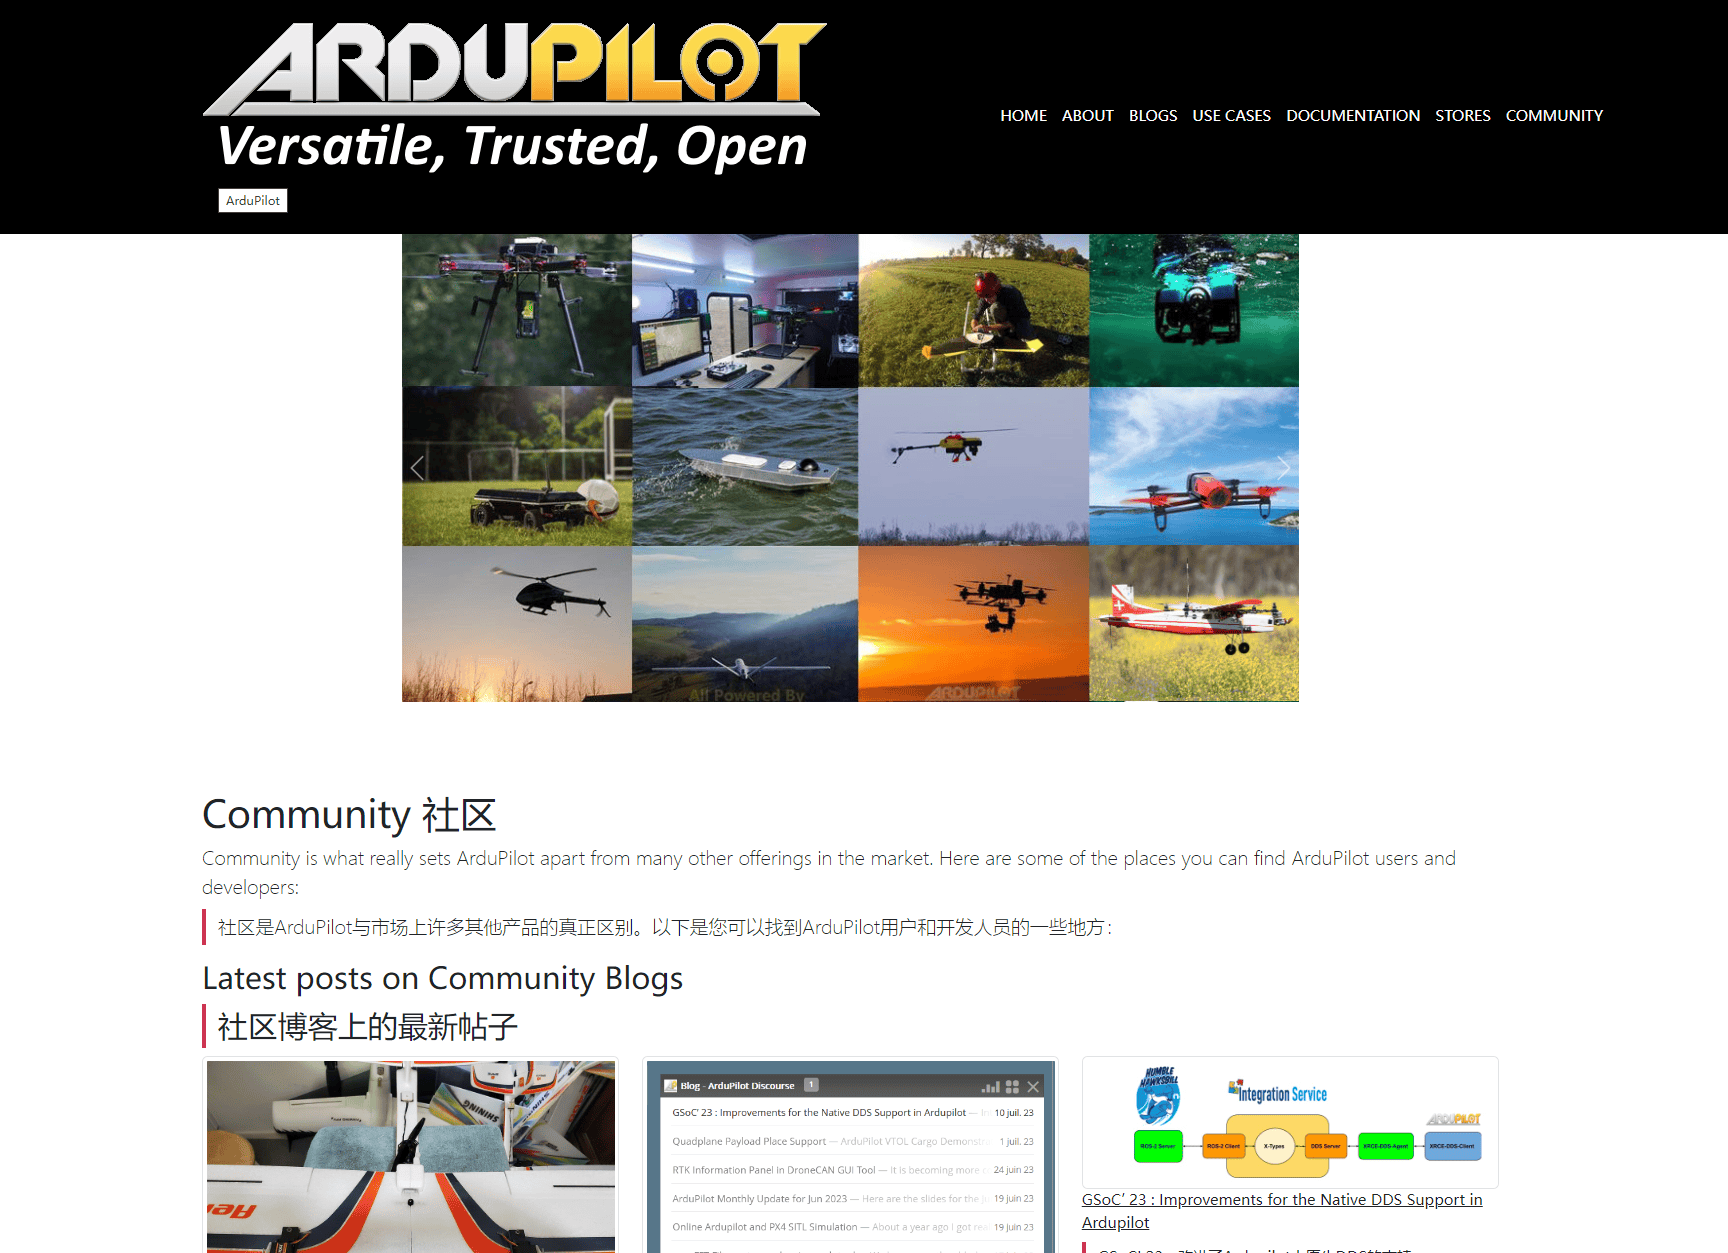 ARDUPILOT
Versatile, Trusted, Open
HOME ABOUT BLOGS USE CASES DOCUMENTATION STORES COMMUNITY
ArduPilot
All Powered By
ARDUPILOT
Community 社区
Community is what really sets ArduPilot apart from many other offerings in the market. Here are some of the places you can find ArduPilot users and
developers:
社区是ArduPilot与市场上许多其他产品的真正区别。以下是您可以找到ArduPilot用户和开发人员的一些地方：
Latest posts on Community Blogs
社区博客上的最新帖子
Blog - ArduPilot Discourse 1
GSoC' 23 : Improvements for the Native DDS Support in Ardupilot — 10 juil. 23
Quadplane Payload Place Support — ArduPilot VTOL Cargo Demonstra 1 juil. 23
RTK Information Panel in DroneCAN GUI Tool — It is becoming more 24 juin 23
ArduPilot Monthly Update for Jun 2023 — Here are the slides for the 19 juin 23
Online Ardupilot and PX4 SITL Simulation — About a year ago I got 19 juin 23
HUMBLE
HAWKSBILL
Integration Service
ARDUPILOT
ROS-2 Server ROS-2 Client X-Types DDS Server XRCE-DDS-Agent XRCE-DDS-Client
GSoC' 23 : Improvements for the Native DDS Support in
Ardupilot